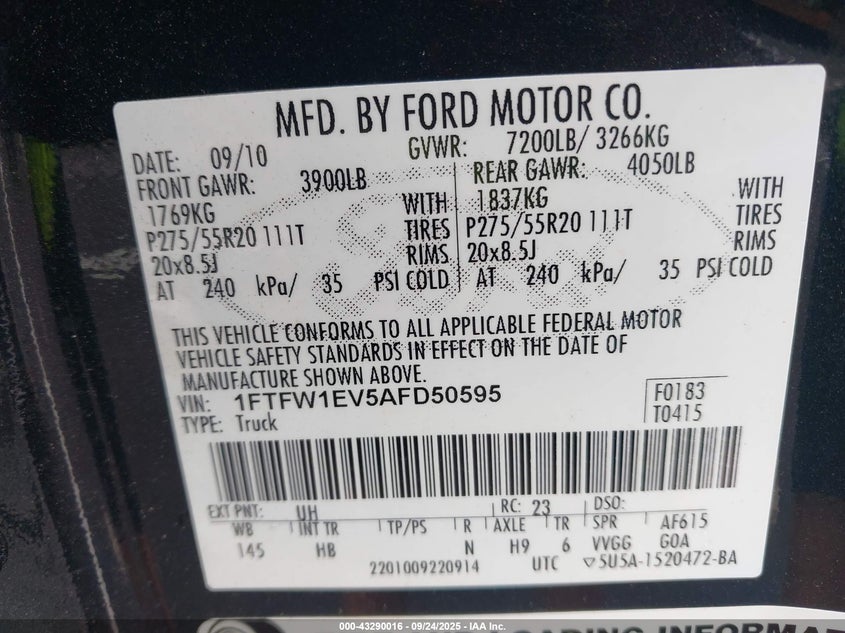 MFD. BY FORD MOTOR CO.
DATE: 09/10 GVWR: 7200LB/ 3266KG
FRONT GAWR: 3900LB REAR GAWR: 4050LB
1769KG WITH 1837KG WITH
P275/55R20 111T TIRES P275/55R20 111T TIRES
20x8.5J RIMS 20x8.5J RIMS
AT 240 kPa/ 35 PSI COLD AT 240 kPa/ 35 PSI COLD
THIS VEHICLE CONFORMS TO ALL APPLICABLE FEDERAL MOTOR
VEHICLE SAFETY STANDARDS IN EFFECT ON THE DATE OF
MANUFACTURE SHOWN ABOVE.
VIN: 1FTFW1EV5AFD50595 F0183
TYPE: Truck T0415
EXT PNT: UH RC: 23 DSO:
WB INT TR TP/PS R AXLE TR SPR AF615
145 HB N H9 6 VVGG GOA
2201009220914 UTC ▽5U5A-1520472-BA
LOADING INFORMA
000-43290016 - 09/24/2025 - IAA Inc.